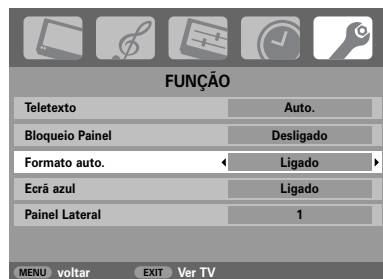 FUNÇÃO
Teletexto Auto.
Bloqueio Painel Desligado
Formato auto. Ligado
Ecrã azul Ligado
Painel Lateral 1
MENU voltar EXIT Ver TV